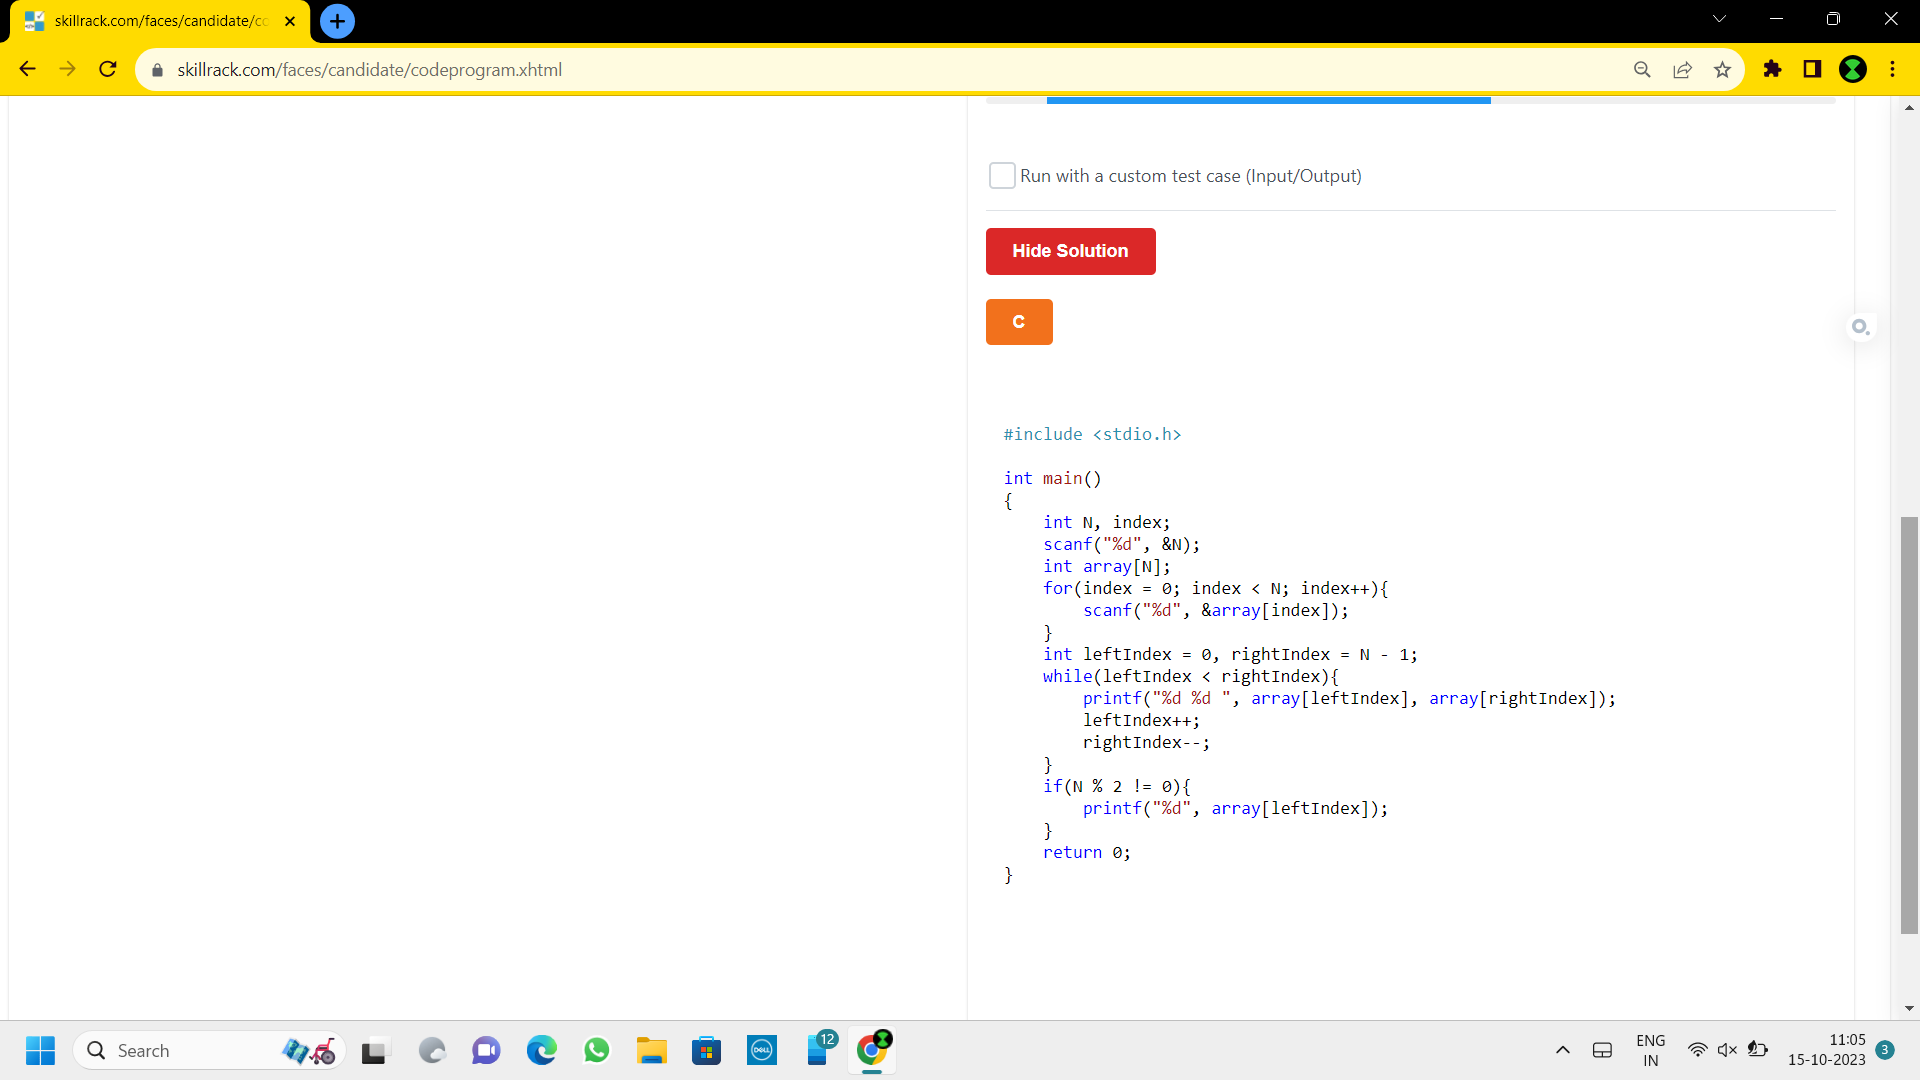 skillrack.com/faces/candidate/co
skillrack.com/faces/candidate/codeprogram.xhtml
Run with a custom test case (Input/Output)
Hide Solution
C
#include <stdio.h>
int main()
{
    int N, index;
    scanf("%d", &N);
    int array[N];
    for(index = 0; index < N; index++){
        scanf("%d", &array[index]);
    }
    int leftIndex = 0, rightIndex = N - 1;
    while(leftIndex < rightIndex){
        printf("%d %d ", array[leftIndex], array[rightIndex]);
        leftIndex++;
        rightIndex--;
    }
    if(N % 2 != 0){
        printf("%d", array[leftIndex]);
    }
    return 0;
}
Search
DELL
12
ENG
IN
11:05
15-10-2023
3